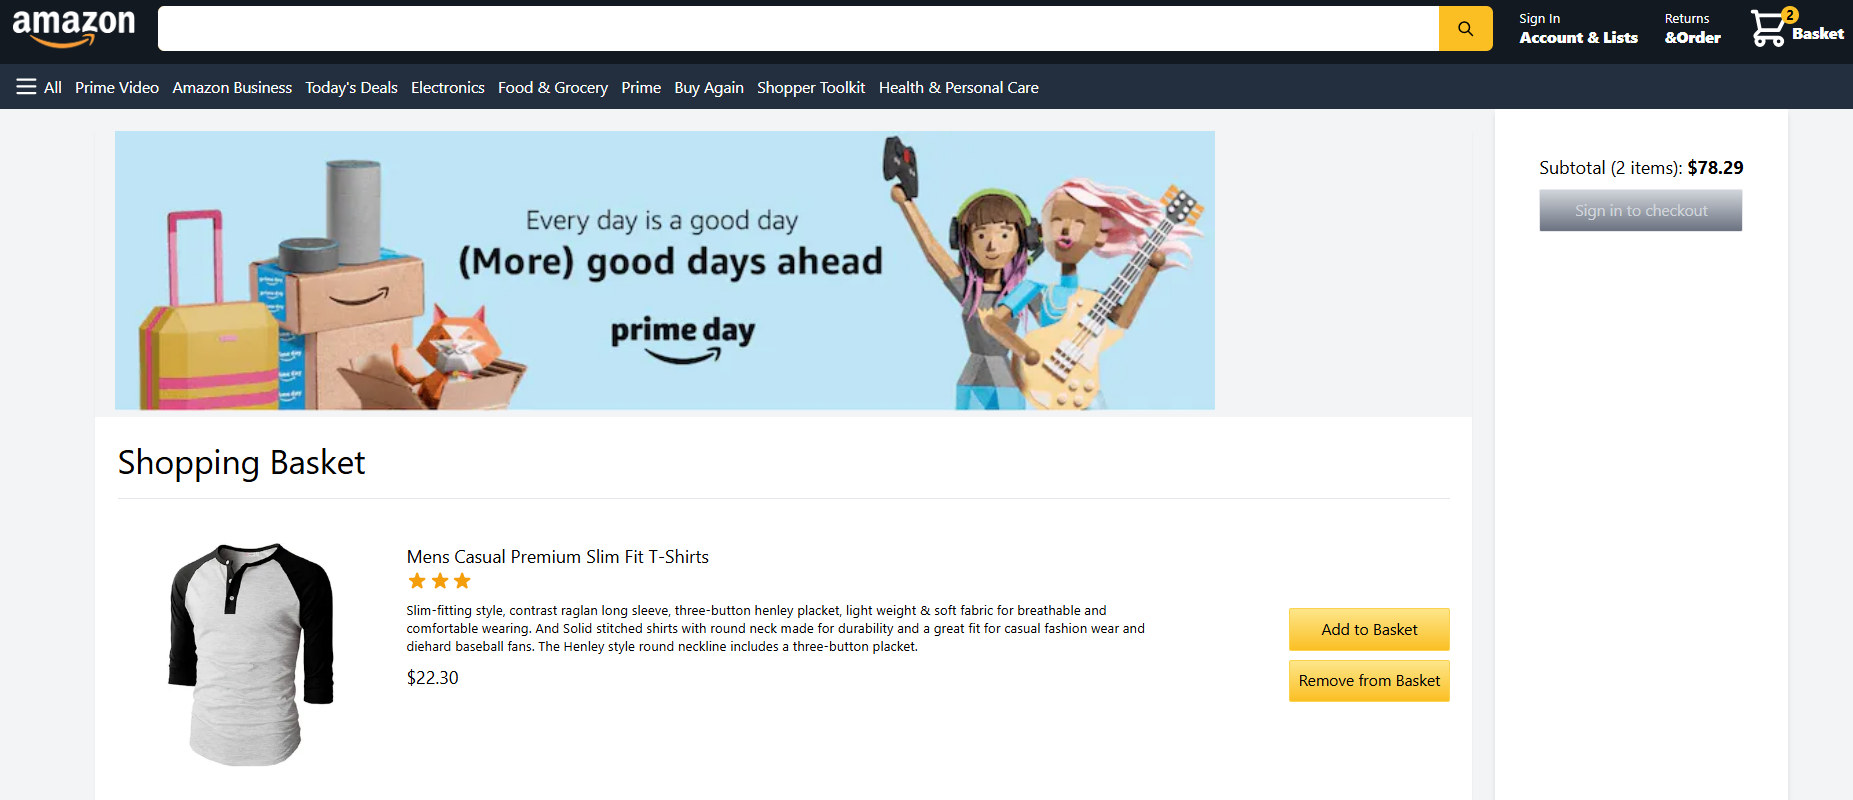 amazon
Sign In
Account & Lists
Returns
&Order
2
Basket
All Prime Video Amazon Business Today's Deals Electronics Food & Grocery Prime Buy Again Shopper Toolkit Health & Personal Care
Every day is a good day
(More) good days ahead
prime day
Subtotal (2 items): $78.29
Sign in to checkout
Shopping Basket
Mens Casual Premium Slim Fit T-Shirts
Slim-fitting style, contrast raglan long sleeve, three-button henley placket, light weight & soft fabric for breathable and
comfortable wearing. And Solid stitched shirts with round neck made for durability and a great fit for casual fashion wear and
diehard baseball fans. The Henley style round neckline includes a three-button placket.
$22.30
Add to Basket
Remove from Basket